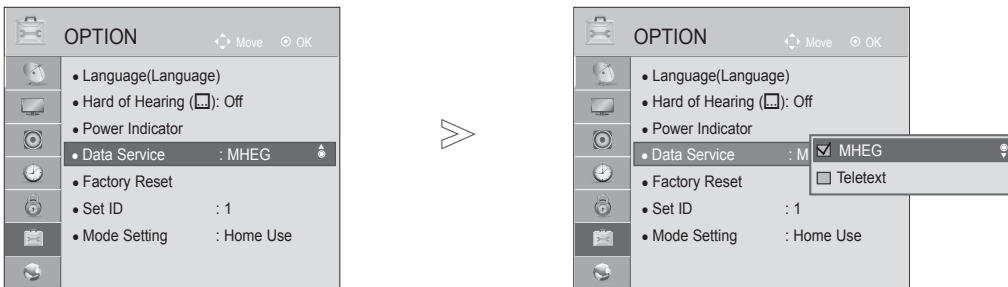 OPTION
Move OK
• Language(Language)
• Hard of Hearing (...): Off
• Power Indicator
• Data Service : MHEG
• Factory Reset
• Set ID : 1
• Mode Setting : Home Use
OPTION
Move OK
• Language(Language)
• Hard of Hearing (...): Off
• Power Indicator
• Data Service : M
MHEG
Teletext
• Factory Reset
• Set ID : 1
• Mode Setting : Home Use